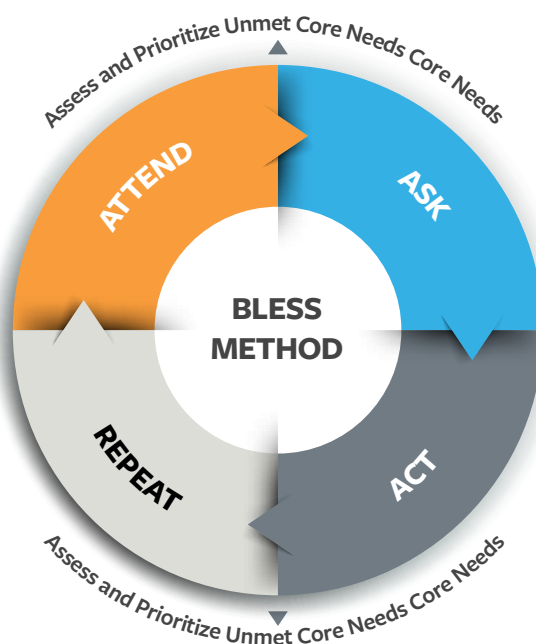 Assess and Prioritize Unmet Core Needs Core Needs
ATTEND
ASK
BLESS
METHOD
REPEAT
ACT
Assess and Prioritize Unmet Core Needs Core Needs